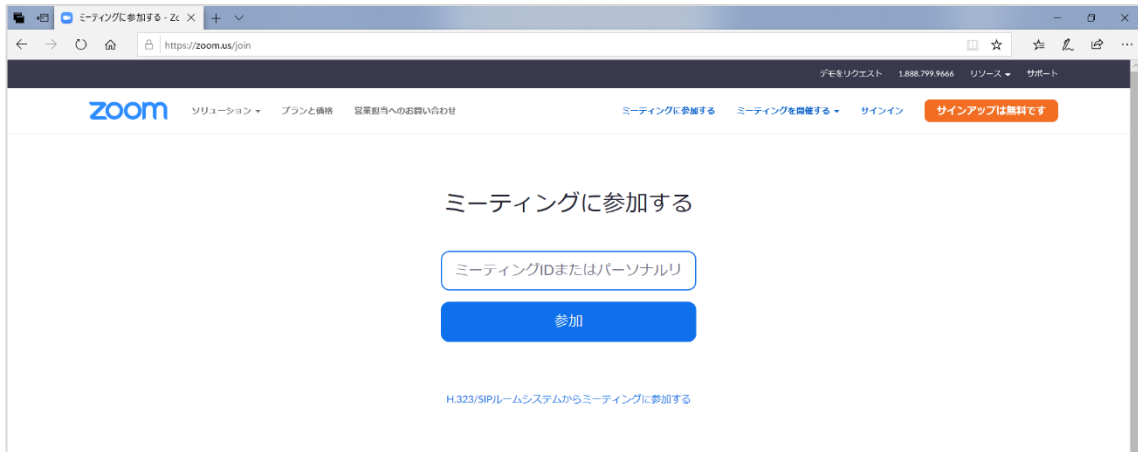 ミーティングに参加する - Zc
https://zoom.us/join
デモをリクエスト 1.888.799.9666 リソース サポート
zoom ソリューション プランと価格 営業担当へのお問い合わせ ミーティングに参加する ミーティングを開催する サインイン サインアップは無料です
ミーティングに参加する
ミーティングIDまたはパーソナルリ
参加
H.323/SIPルームシステムからミーティングに参加する